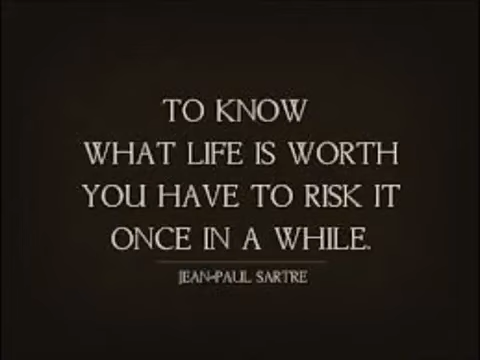 TO KNOW
WHAT LIFE IS WORTH
YOU HAVE TO RISK IT
ONCE IN A WHILE.
JEAN-PAUL SARTRE